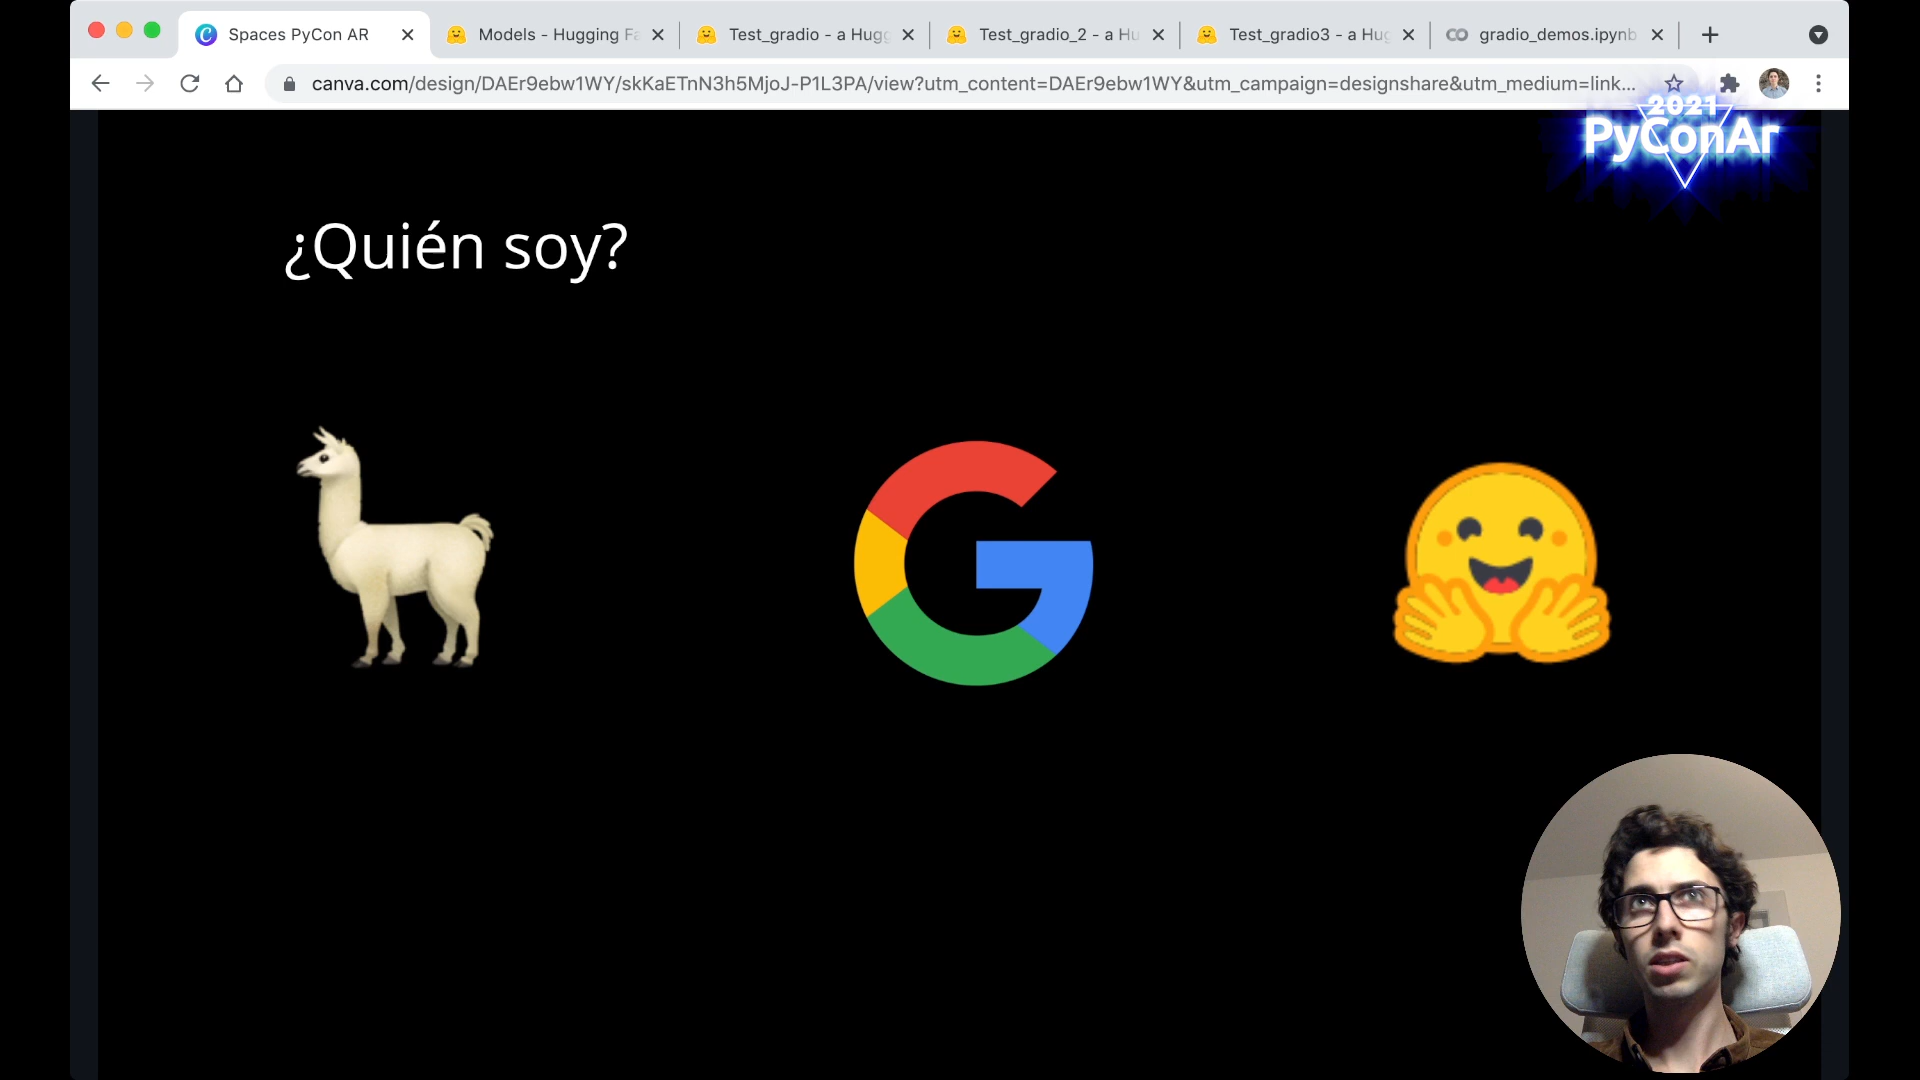 Spaces PyCon AR
Models - Hugging Fa
Test_gradio - a Hugg
Test_gradio_2 - a Hu
Test_gradio3 - a Hug
gradio_demos.ipynb
canva.com/design/DAEr9ebw1WY/skKaETnN3h5MjoJ-P1L3PA/view?utm_content=DAEr9ebw1WY&utm_campaign=designshare&utm_medium=link...
2021
PyConAr
¿Quién soy?